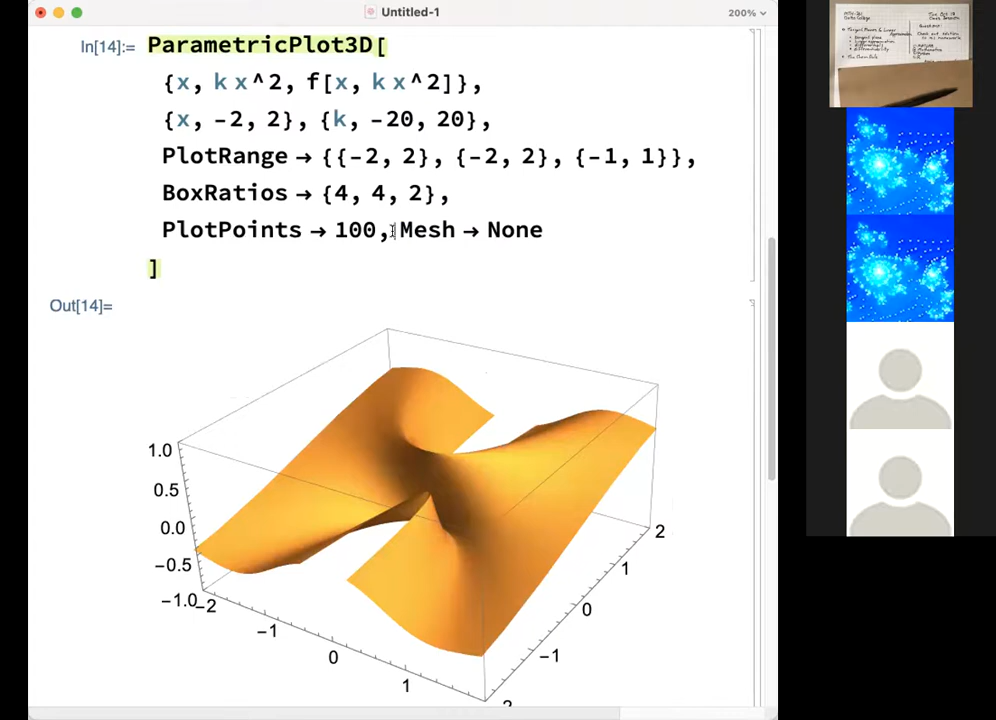 Untitled-1
200%
In[14]:= ParametricPlot3D[
{x, k x^2, f[x, k x^2]},
{x, -2, 2}, {k, -20, 20},
PlotRange → {{-2, 2}, {-2, 2}, {-1, 1}},
BoxRatios → {4, 4, 2},
PlotPoints → 100, Mesh → None
]
Out[14]=
1.0
0.5
0.0
-0.5
-1.0
-2
-1
0
1
2
-1
0
1
2